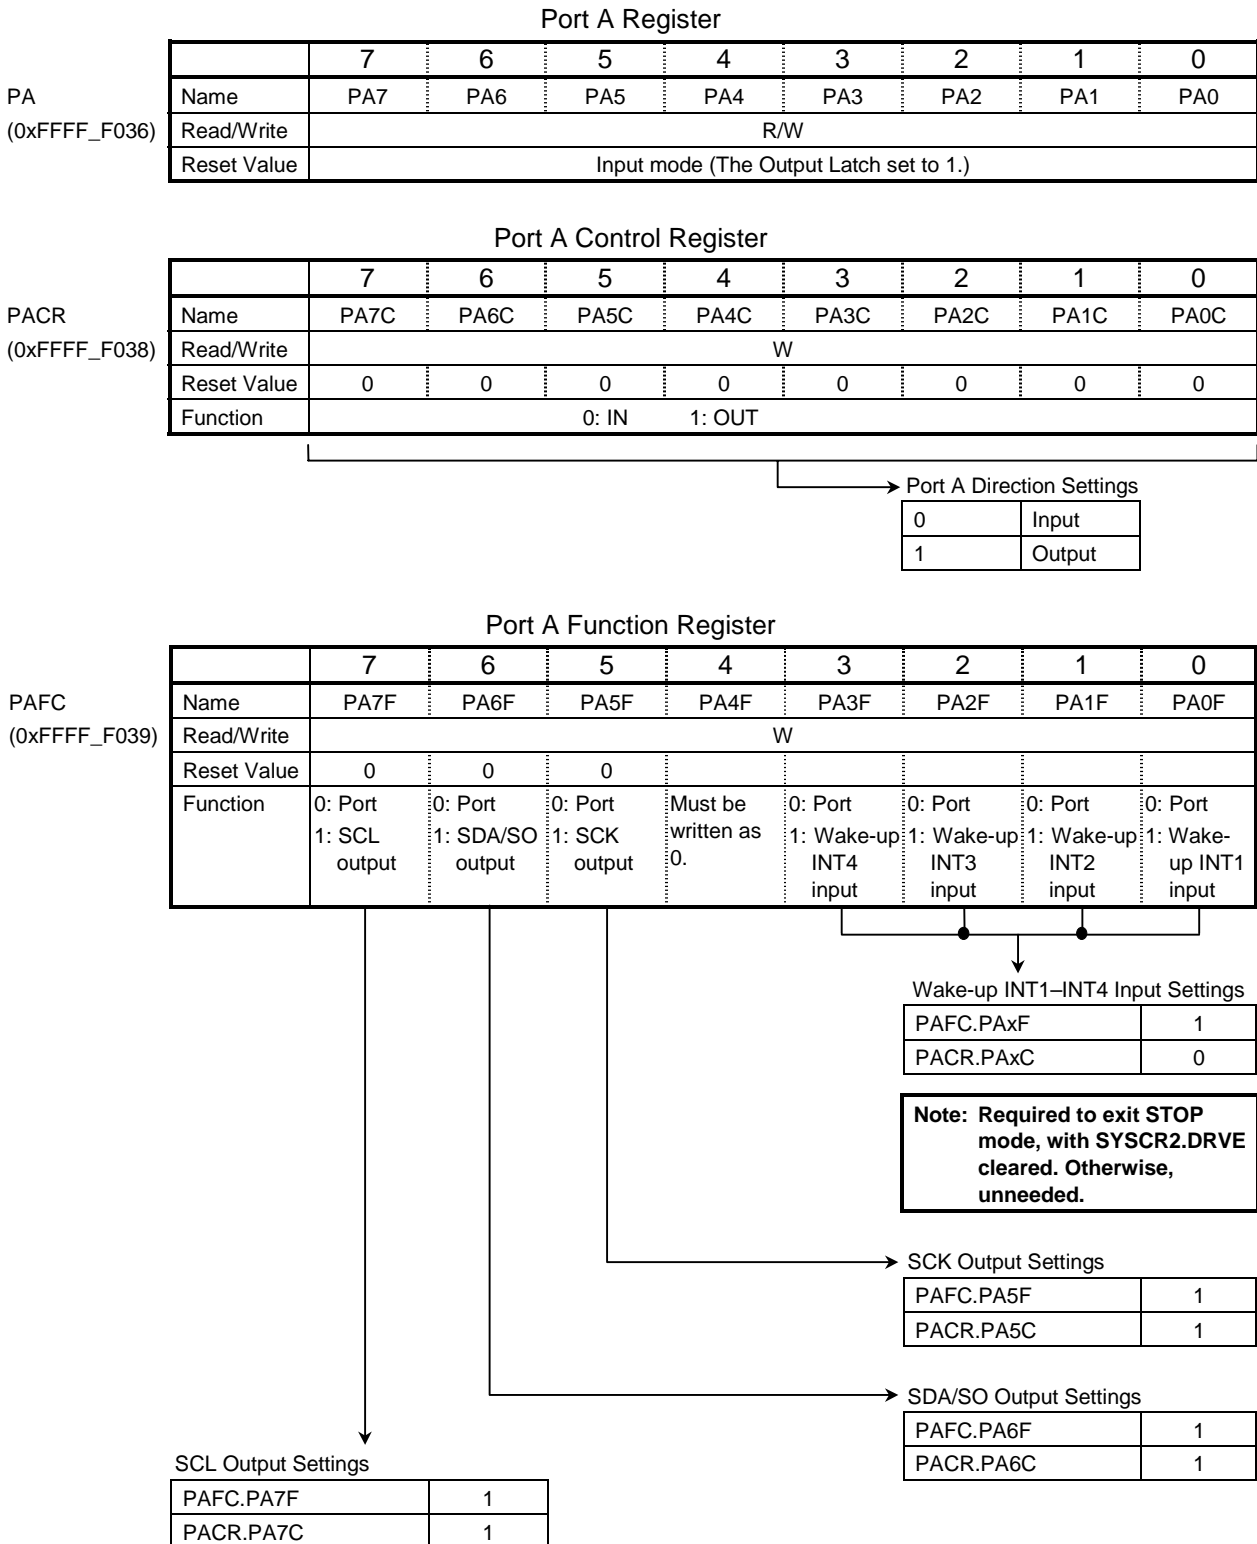 Port A Register
7 6 5 4 3 2 1 0
PA Name PA7 PA6 PA5 PA4 PA3 PA2 PA1 PA0
(0xFFFF_F036) Read/Write R/W
Reset Value Input mode (The Output Latch set to 1.)
Port A Control Register
7 6 5 4 3 2 1 0
PACR Name PA7C PA6C PA5C PA4C PA3C PA2C PA1C PA0C
(0xFFFF_F038) Read/Write W
Reset Value 0 0 0 0 0 0 0 0
Function 0: IN 1: OUT
Port A Direction Settings
0 Input
1 Output
Port A Function Register
7 6 5 4 3 2 1 0
PAFC Name PA7F PA6F PA5F PA4F PA3F PA2F PA1F PA0F
(0xFFFF_F039) Read/Write W
Reset Value 0 0 0
Function 0: Port 0: Port 0: Port Must be 0: Port 0: Port 0: Port 0: Port
1: SCL 1: SDA/SO 1: SCK written as 1: Wake-up 1: Wake-up 1: Wake-up 1: Wake-
output output output 0. INT4 INT3 INT2 up INT1
input input input input
Wake-up INT1–INT4 Input Settings
PAFC.PAxF 1
PACR.PAxC 0
Note: Required to exit STOP
mode, with SYSCR2.DRVE
cleared. Otherwise,
unneeded.
SCK Output Settings
PAFC.PA5F 1
PACR.PA5C 1
SDA/SO Output Settings
PAFC.PA6F 1
PACR.PA6C 1
SCL Output Settings
PAFC.PA7F 1
PACR.PA7C 1